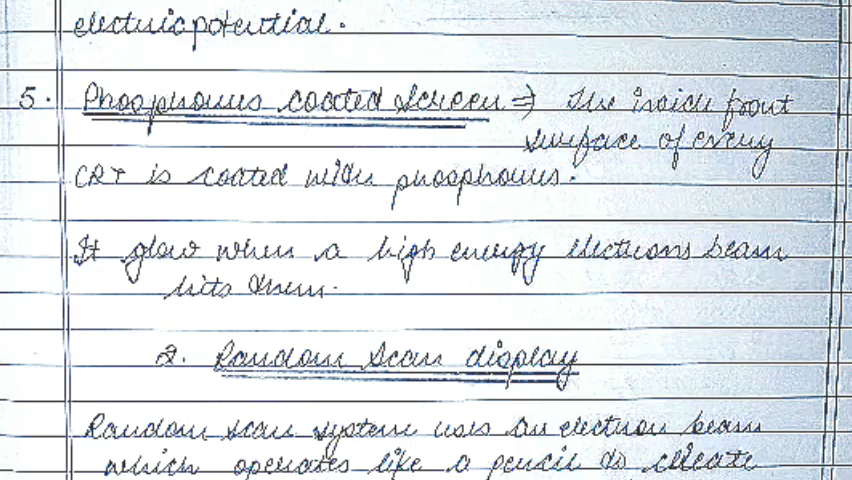 electric potential.
5. Phosphorus coated screen ⇒ The inside front
surface of every
CRT is coated with phosphorus.
It glow when a high energy electrons beam
hits them.
2. Random Scan display
Random scan system uses an electron beam
which operates like a pencil to create